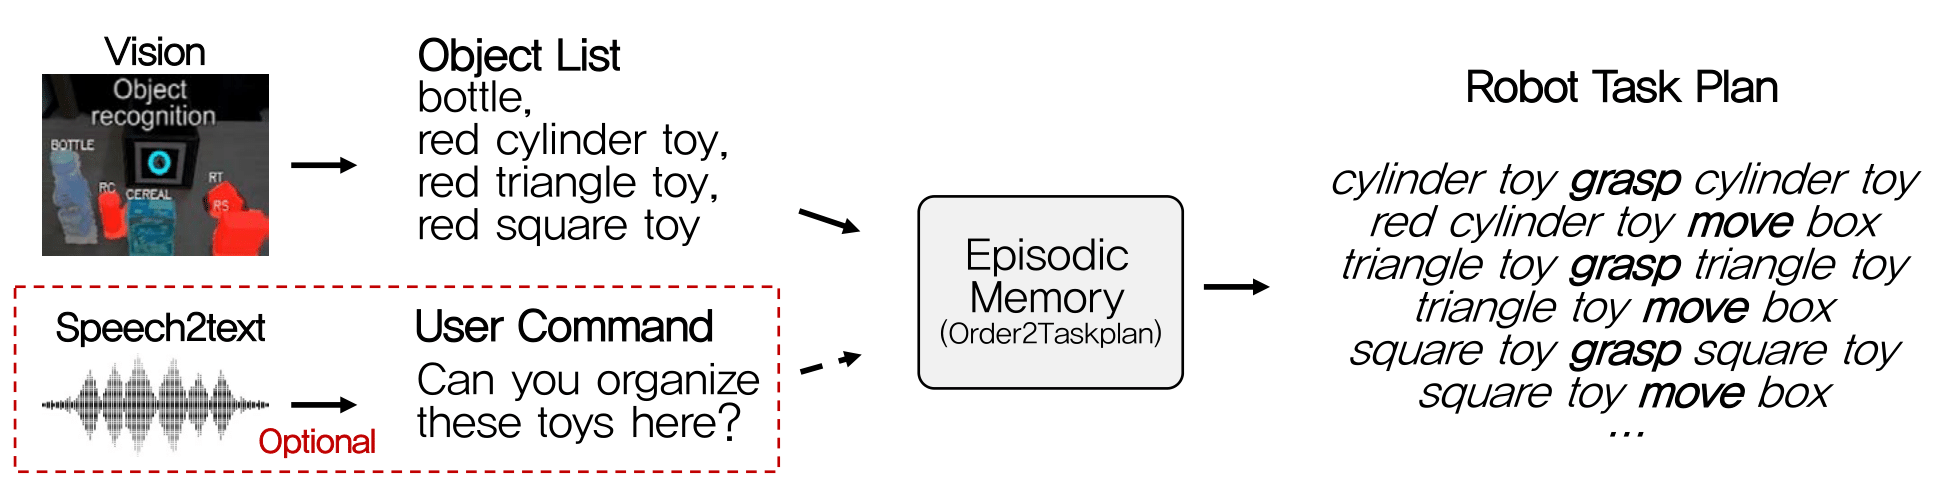 Vision
Object
recognition
BOTTLE
RC
CEREAL
RT
RS
Object List
bottle,
red cylinder toy,
red triangle toy,
red square toy
Speech2text
Optional
User Command
Can you organize
these toys here?
Episodic
Memory
(Order2Taskplan)
Robot Task Plan
cylinder toy grasp cylinder toy
red cylinder toy move box
triangle toy grasp triangle toy
triangle toy move box
square toy grasp square toy
square toy move box
...